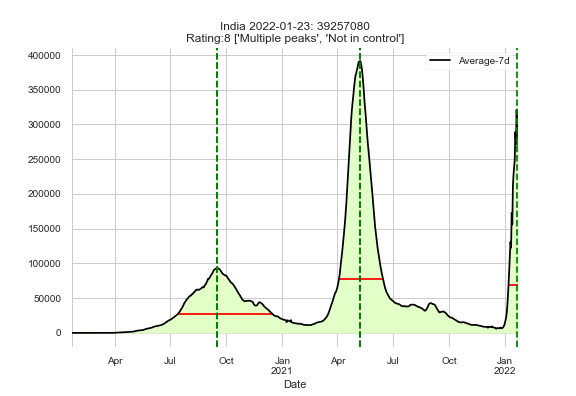 India 2022-01-23: 39257080
Rating:8 ['Multiple peaks', 'Not in control']
Average-7d
400000
350000
300000
250000
200000
150000
100000
50000
0
Apr Jul Oct Jan Apr Jul Oct Jan
2021 2022
Date